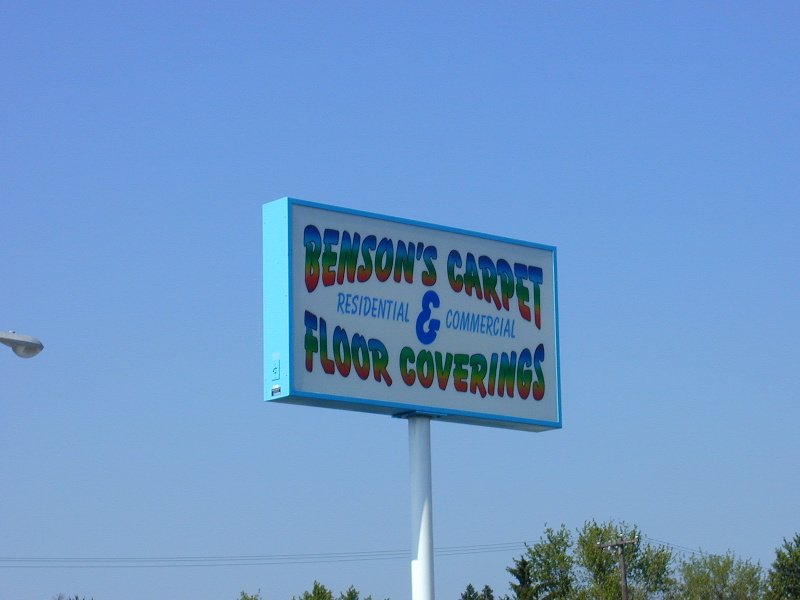 BENSON'S CARPET
RESIDENTIAL & COMMERCIAL
FLOOR COVERINGS